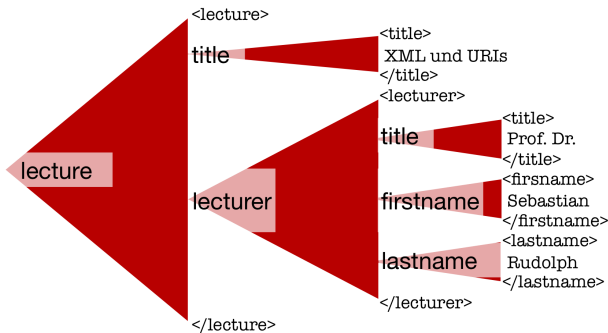 <lecture>
title
<title>
XML und URIs
</title>
lecture
<lecturer>
lecturer
title
<title>
Prof. Dr.
</title>
firstname
<firsname>
Sebastian
</firstname>
lastname
<lastname>
Rudolph
</lastname>
</lecturer>
</lecture>